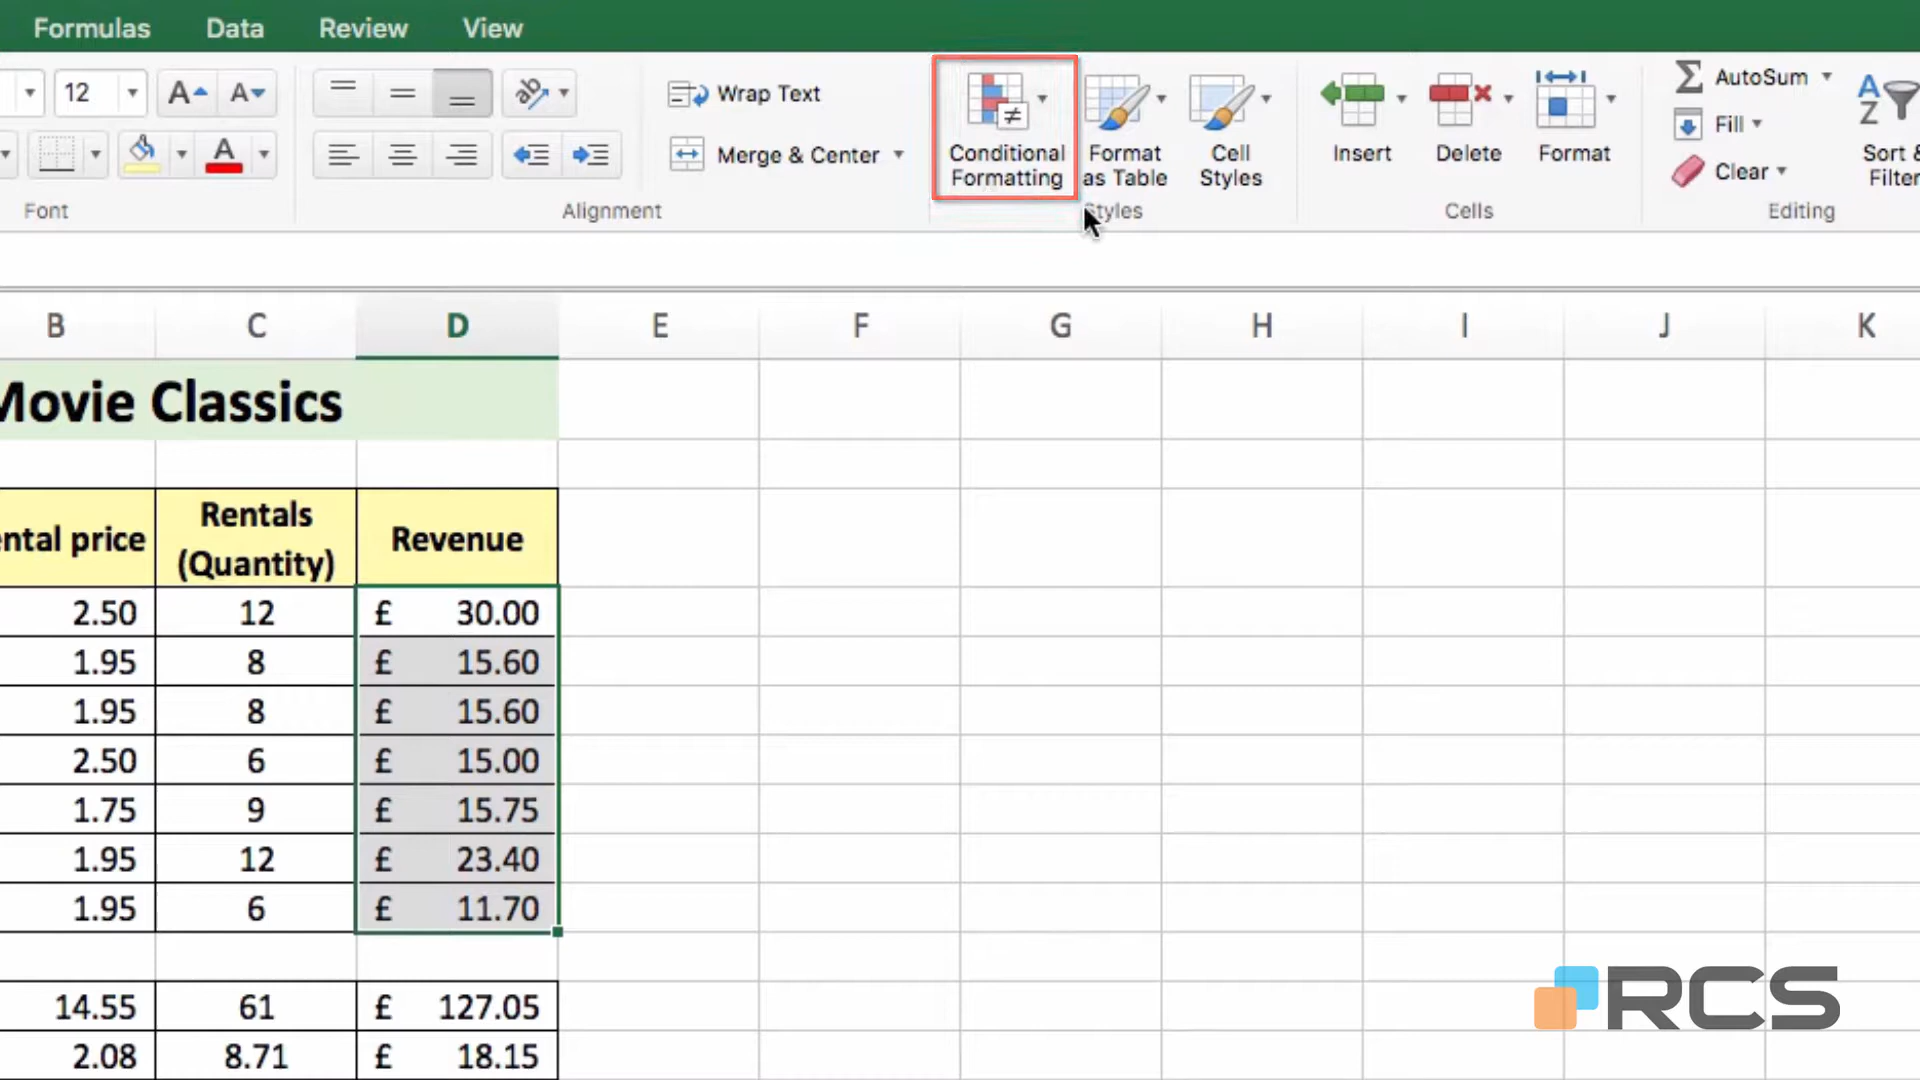 Formulas Data Review View
12 A A Wrap Text AutoSum
Merge & Center Fill
Conditional Formatting Format as Table Cell Styles Insert Delete Format Clear Sort & Filter
Font Alignment Styles Cells Editing
B C D E F G H I J K
Movie Classics
ental price Rentals (Quantity) Revenue
2.50 12 £ 30.00
1.95 8 £ 15.60
1.95 8 £ 15.60
2.50 6 £ 15.00
1.75 9 £ 15.75
1.95 12 £ 23.40
1.95 6 £ 11.70
14.55 61 £ 127.05
2.08 8.71 £ 18.15
RCS